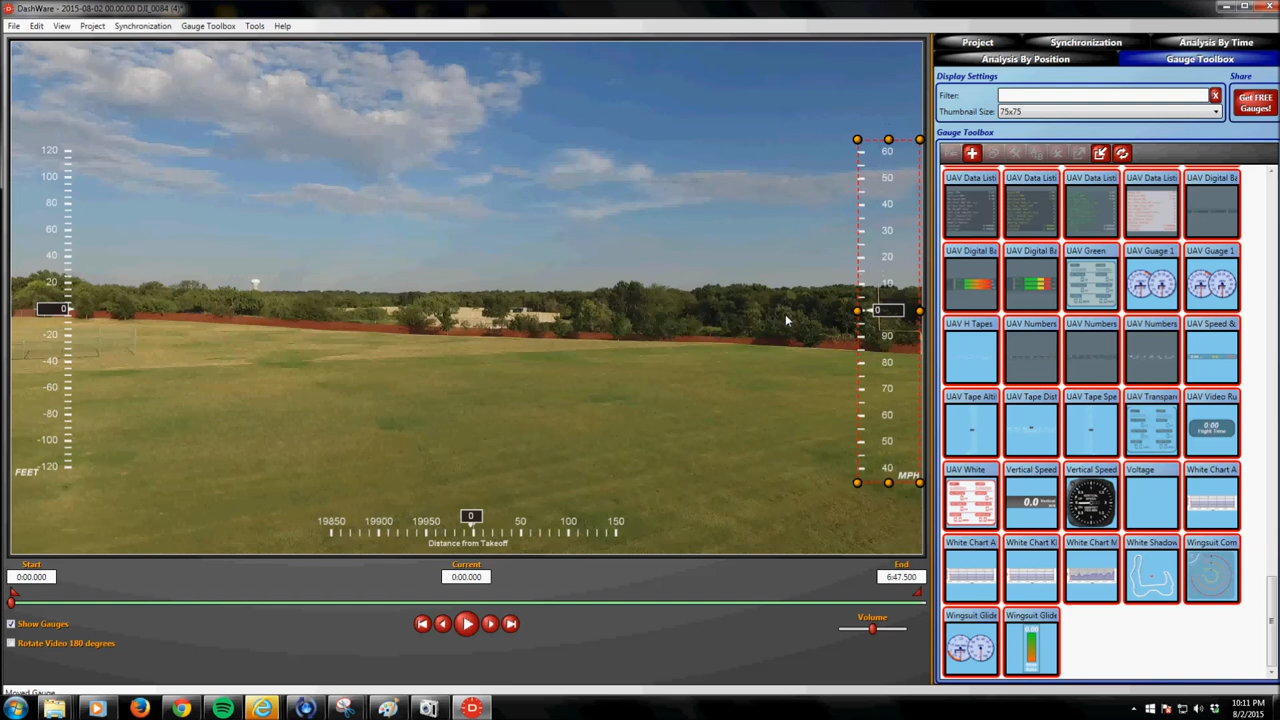 DashWare - 2015-08-02 00.00.00 DJI_0084 (4)*
File Edit View Project Synchronization Gauge Toolbox Tools Help
Project Synchronization Analysis By Time
Analysis By Position Gauge Toolbox
Display Settings Share
Filter: x
Thumbnail Size: 75x75
Get FREE
Gauges!
Gauge Toolbox
UAV Data Listi UAV Data Listi UAV Data Listi UAV Data Listi UAV Digital Ba
UAV Digital Ba UAV Digital Ba UAV Green UAV Guage 1 UAV Guage 1
UAV H Tapes UAV Numbers UAV Numbers UAV Numbers UAV Speed &
UAV Tape Alti UAV Tape Dist UAV Tape Spe UAV Transpare UAV Video Ru
0:00
Flight Time
UAV White Vertical Speed Vertical Speed Voltage White Chart A
0.0
White Chart A White Chart Kl White Chart M White Shadow Wingsuit Com
Wingsuit Glide Wingsuit Glide
120
100
80
60
40
20
0
-20
-40
-60
-80
-100
-120
FEET
60
50
40
30
20
10
0
90
80
70
60
50
40
MPH
0
19850 19900 19950 50 100 150
Distance from Takeoff
Start Current End
0:00.000 0:00.000 6:47.500
Show Gauges
Rotate Video 180 degrees
Volume
Moved Gauge
10:11 PM
8/2/2015